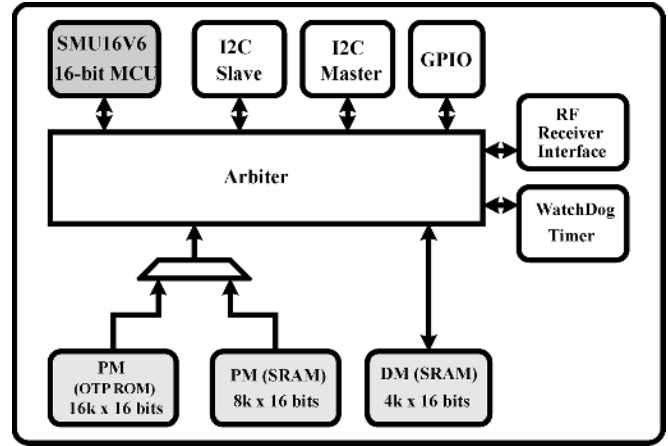 SMU16V6
16-bit MCU
I2C
Slave
I2C
Master
GPIO
RF
Receiver
Interface
Arbiter
WatchDog
Timer
PM
(OTP ROM)
16k x 16 bits
PM (SRAM)
8k x 16 bits
DM (SRAM)
4k x 16 bits